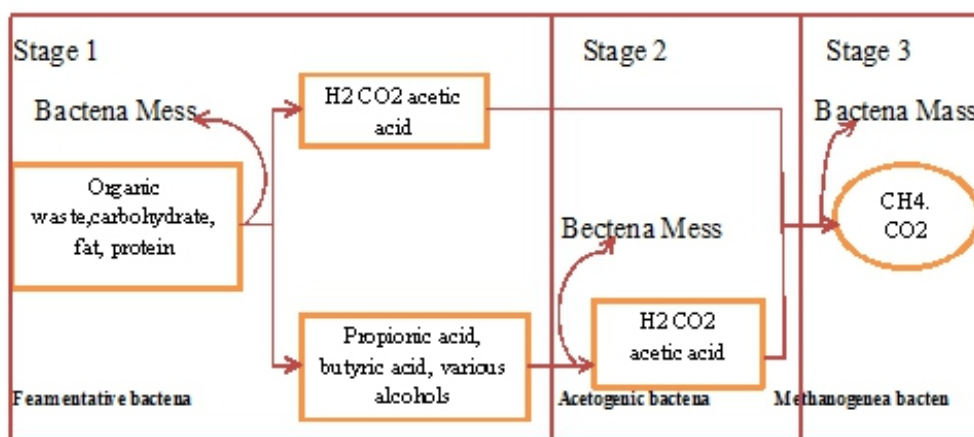 Stage 1
Stage 2
Stage 3
Bactena Mess
H2 CO2 acetic
acid
Bactena Mass
Organic
waste,carbohydrate,
fat, protein
CH4.
CO2
Bectena Mess
Propionic acid,
butyric acid, various
alcohols
H2 CO2
acetic acid
Feamentative bactena
Acetogenic bactena
Methanogenea bacten